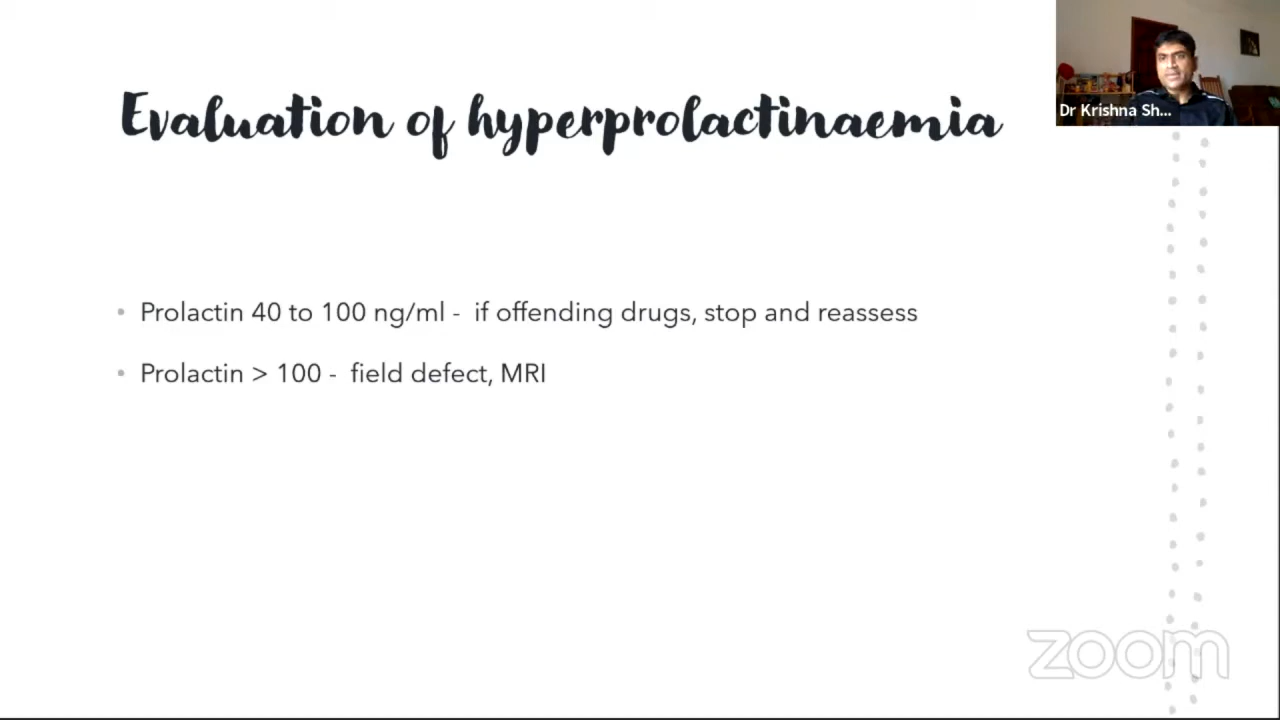 Evaluation of hyperprolactinaemia
Dr Krishna Sh...
• Prolactin 40 to 100 ng/ml - if offending drugs, stop and reassess
• Prolactin > 100 - field defect, MRI
zoom